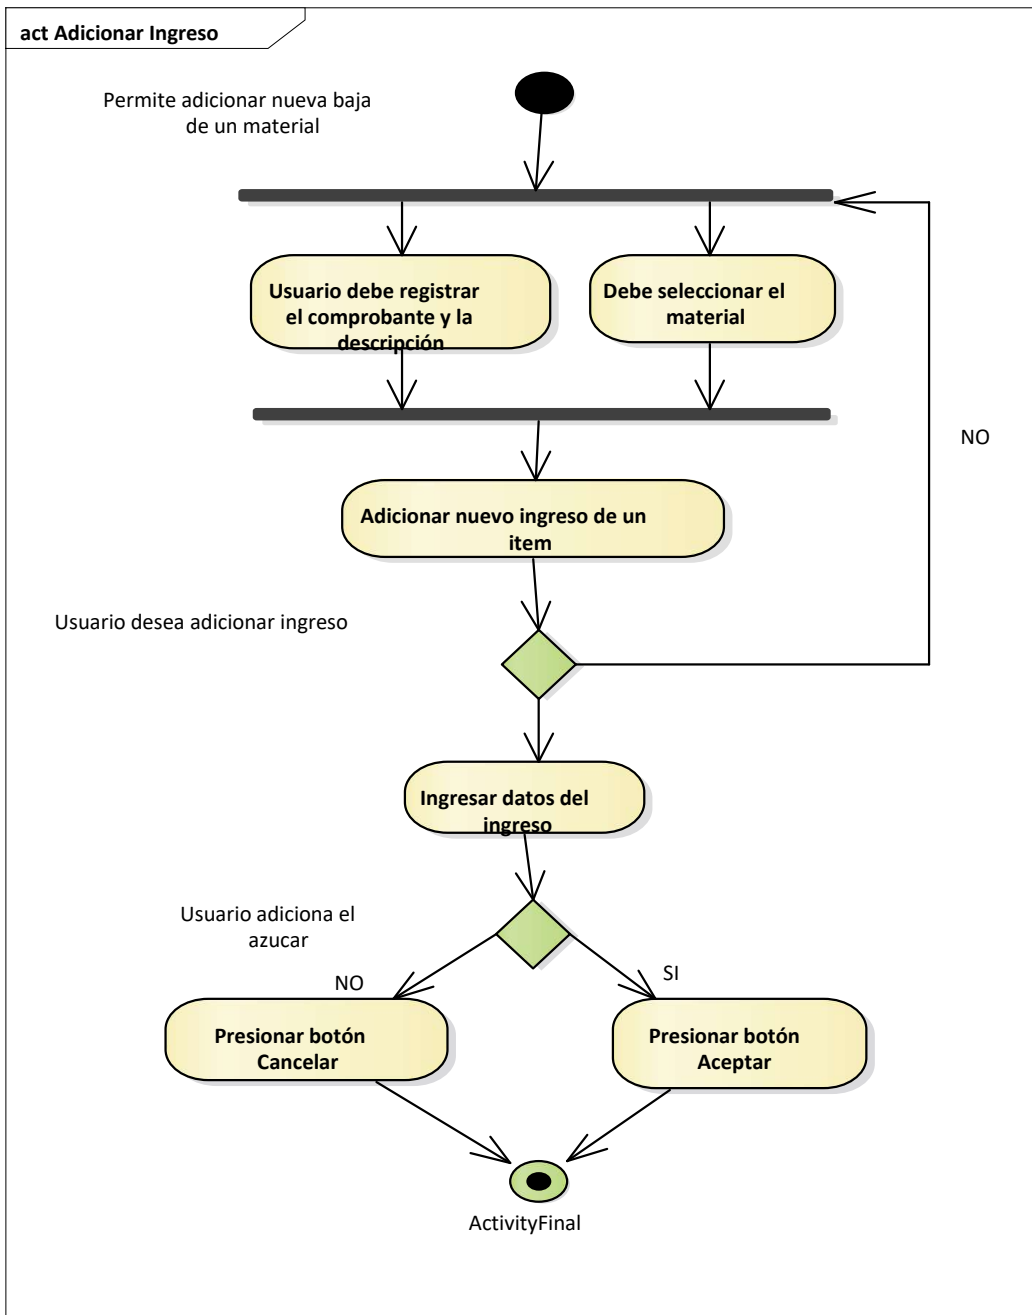 act Adicionar Ingreso
Permite adicionar nueva baja
de un material
Usuario debe registrar
el comprobante y la
descripción
Debe seleccionar el
material
NO
Adicionar nuevo ingreso de un
item
Usuario desea adicionar ingreso
Ingresar datos del
ingreso
Usuario adiciona el
azucar
NO
SI
Presionar botón
Cancelar
Presionar botón
Aceptar
ActivityFinal